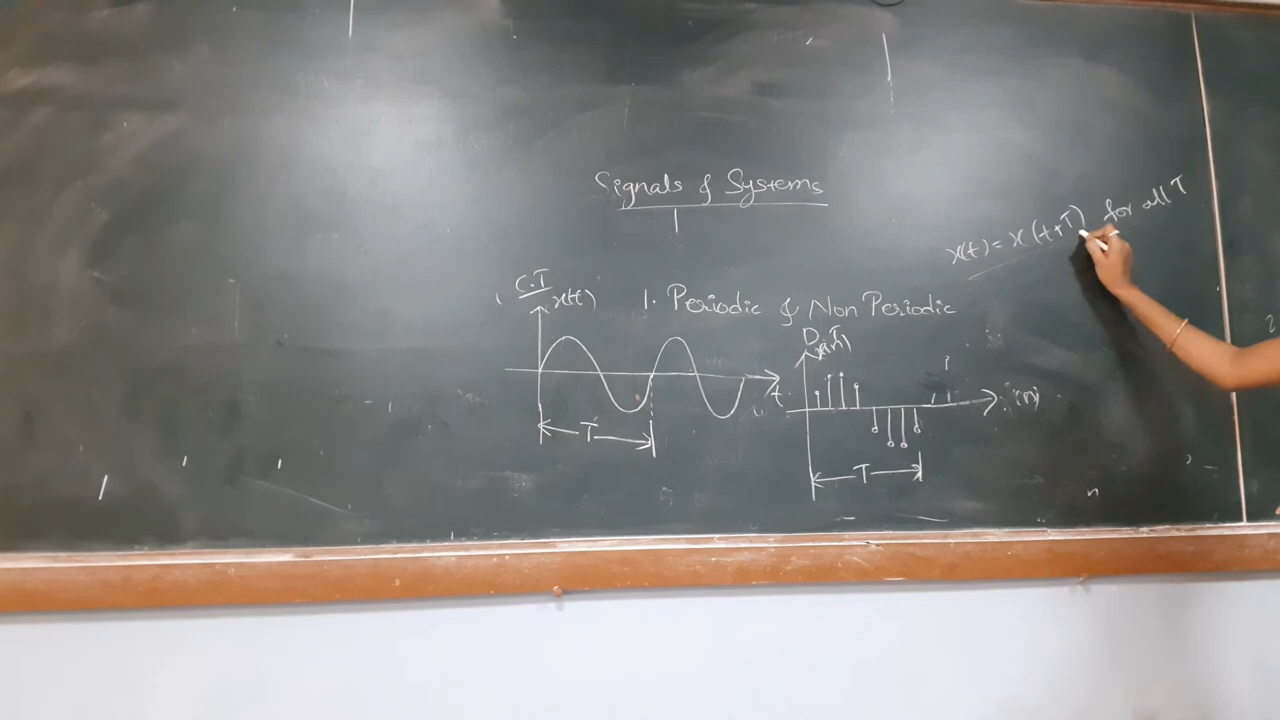 Signals & Systems
x(t) = x(t+T) for all T
C.T
x(t)
1. Periodic & Non Periodic
D.T
x(n)
t
(n)
T
T
n